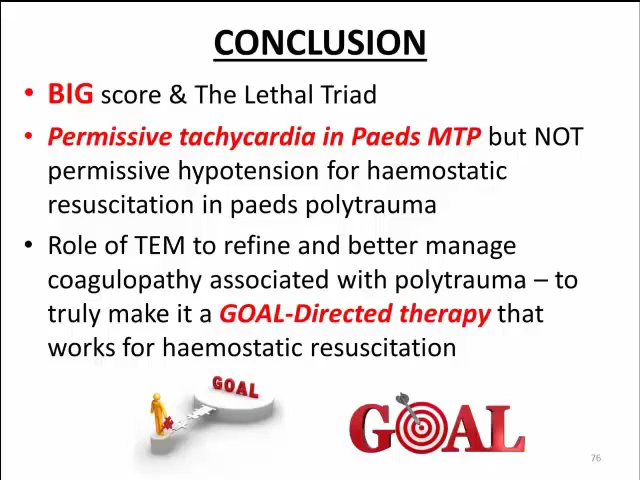 CONCLUSION
• BIG score & The Lethal Triad
• Permissive tachycardia in Paeds MTP but NOT
permissive hypotension for haemostatic
resuscitation in paeds polytrauma
• Role of TEM to refine and better manage
coagulopathy associated with polytrauma – to
truly make it a GOAL-Directed therapy that
works for haemostatic resuscitation
GOAL
GOAL
76